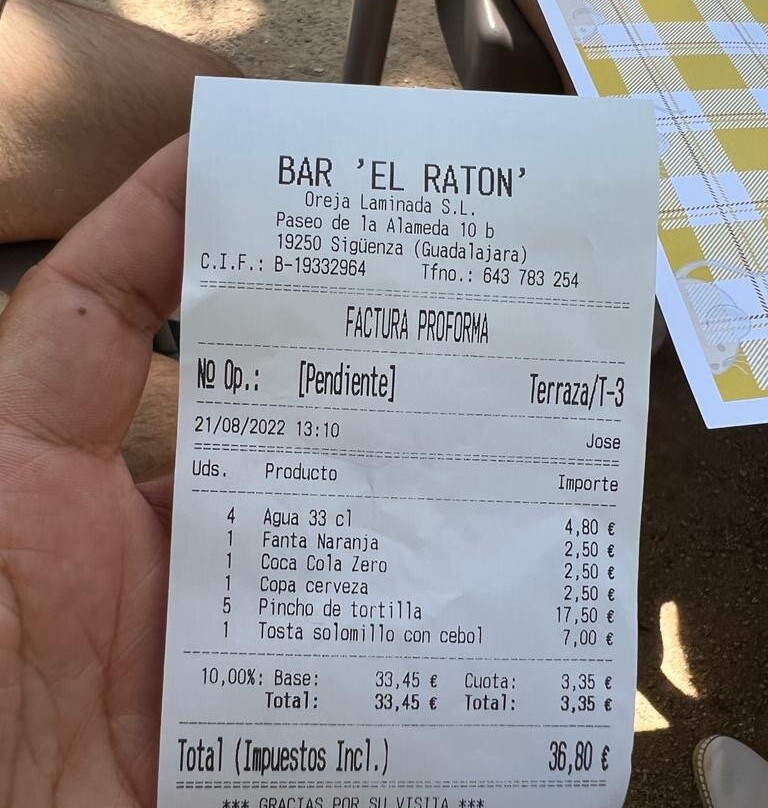 BAR 'EL RATON'
Oreja Laminada S.L.
Paseo de la Alameda 10 b
19250 Sigüenza (Guadalajara)
C.I.F.: B-19332964 Tfno.: 643 783 254
FACTURA PROFORMA
Nº Op.: [Pendiente] Terraza/T-3
21/08/2022 13:10 Jose
Uds. Producto Importe
4 Agua 33 cl 4,80 €
1 Fanta Naranja 2,50 €
1 Coca Cola Zero 2,50 €
1 Copa cerveza 2,50 €
5 Pincho de tortilla 17,50 €
1 Tosta solomillo con cebol 7,00 €
10,00%: Base: 33,45 € Cuota: 3,35 €
Total: 33,45 € Total: 3,35 €
Total (Impuestos Incl.) 36,80 €
*** GRACIAS POR SU VISITA ***